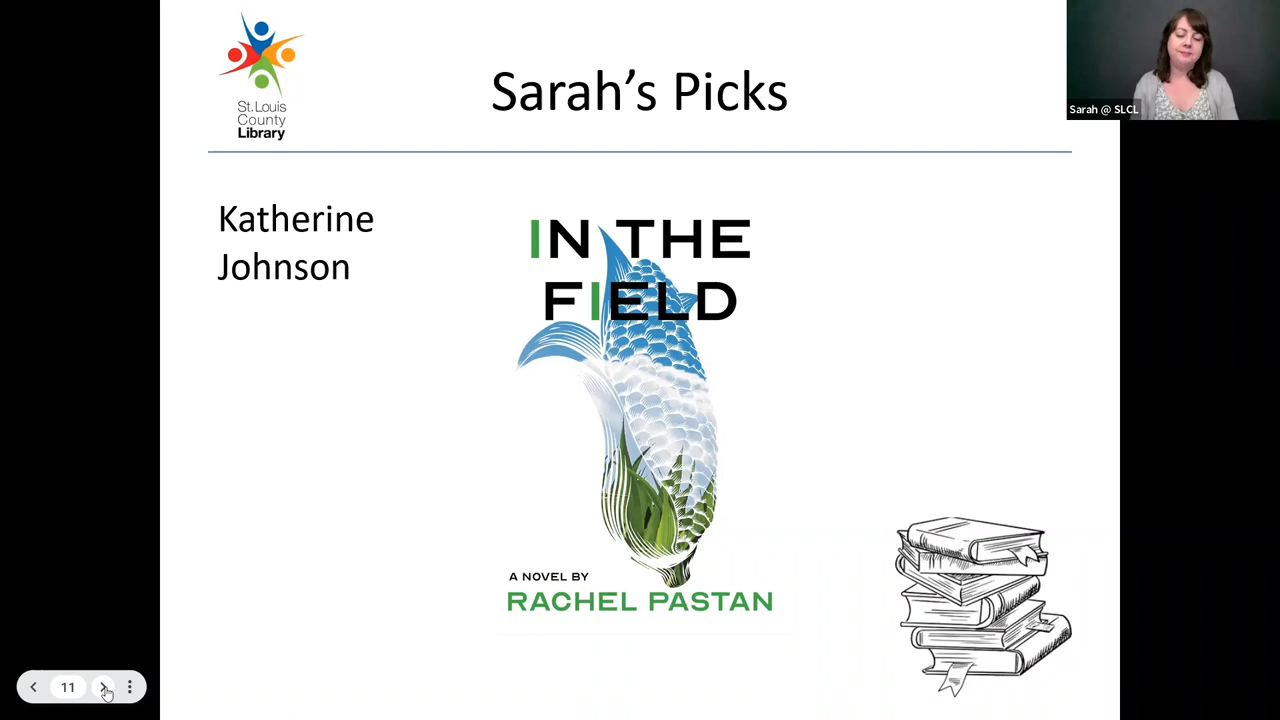 St.Louis
County
Library
Sarah's Picks
Sarah @ SLCL
Katherine
Johnson
IN THE
FIELD
A NOVEL BY
RACHEL PASTAN
11